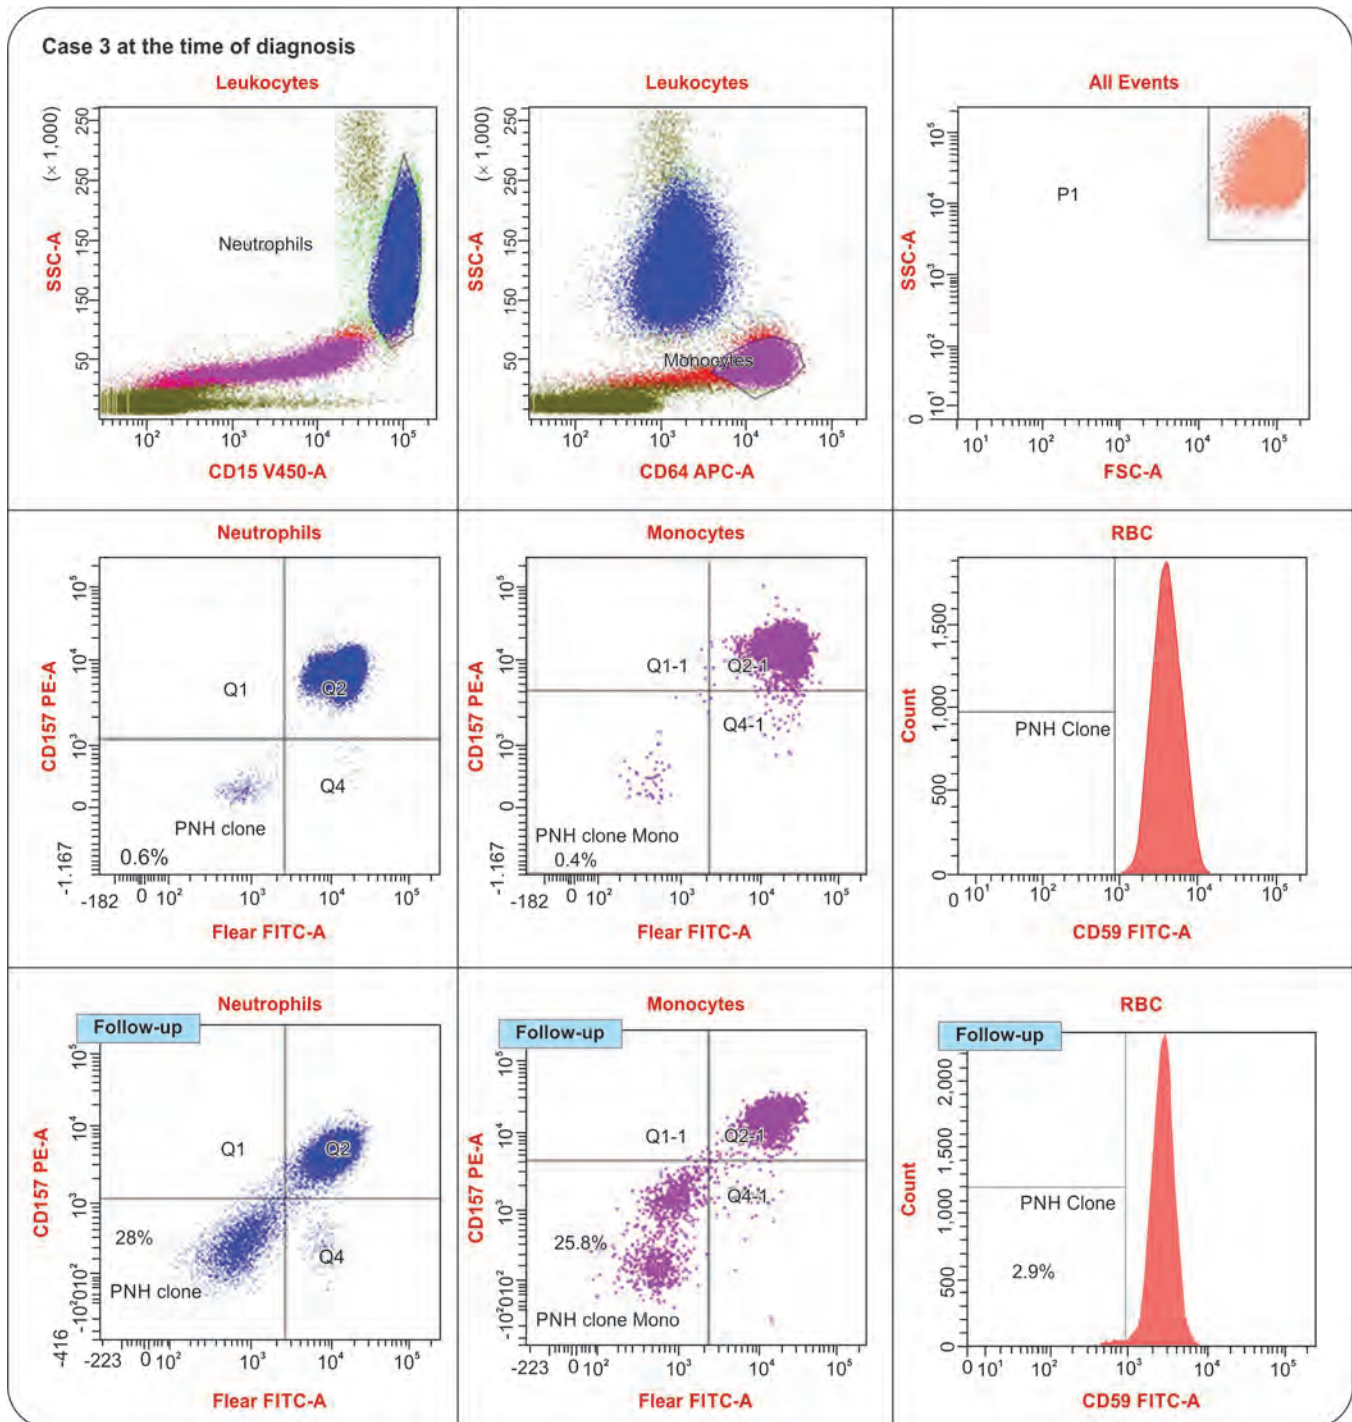 Case 3 at the time of diagnosis
Leukocytes
(× 1,000)
250
250
150
150
50
SSC-A
Neutrophils
10² 10³ 10⁴ 10⁵
CD15 V450-A
Leukocytes
(× 1,000)
250
250
150
150
50
SSC-A
Monocytes
10² 10³ 10⁴ 10⁵
CD64 APC-A
All Events
10⁵
10⁴
10³
10²
10¹
0
SSC-A
P1
10¹ 10² 10³ 10⁴ 10⁵
FSC-A
Neutrophils
10⁵
10⁴
10³
0
-1.167
CD157 PE-A
Q1
Q2
Q4
PNH clone
0.6%
-182 0 10² 10³ 10⁴ 10⁵
Flear FITC-A
Monocytes
10⁵
10⁴
10³
0
-1.167
CD157 PE-A
Q1-1
Q2-1
Q4-1
PNH clone Mono
0.4%
-182 0 10² 10³ 10⁴ 10⁵
Flear FITC-A
RBC
1,500
1,000
500
0
Count
PNH Clone
0 10¹ 10² 10³ 10⁴ 10⁵
CD59 FITC-A
Neutrophils
Follow-up
10⁵
10⁴
10³
-10²010²
-416
CD157 PE-A
Q1
Q2
28%
Q4
PNH clone
-223 0 10² 10³ 10⁴ 10⁵
Flear FITC-A
Monocytes
Follow-up
10⁵
10⁴
10³
-10²010²
CD157 PE-A
Q1-1
Q2-1
Q4-1
25.8%
PNH clone Mono
-223 0 10² 10³ 10⁴ 10⁵
Flear FITC-A
RBC
Follow-up
2,000
1,500
1,000
500
0
Count
PNH Clone
2.9%
0 10¹ 10² 10³ 10⁴ 10⁵
CD59 FITC-A